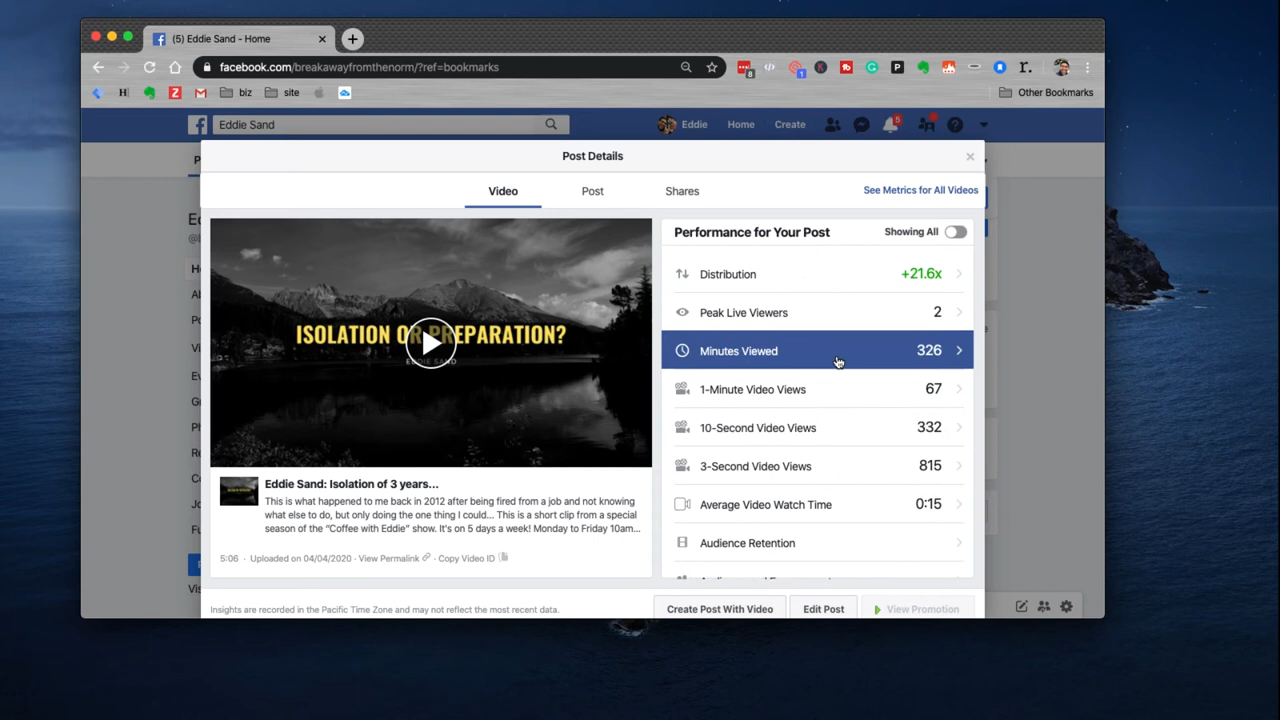 (5) Eddie Sand - Home
facebook.com/breakawayfromthenorm/?ref=bookmarks
8
1
P
r.
H
Z
biz
site
Other Bookmarks
Eddie Sand
Eddie
Home
Create
5
Post Details
Video
Post
Shares
See Metrics for All Videos
Performance for Your Post
Showing All
Distribution
+21.6x
Peak Live Viewers
2
Minutes Viewed
326
1-Minute Video Views
67
10-Second Video Views
332
3-Second Video Views
815
Average Video Watch Time
0:15
Audience Retention
ISOLATION OR PREPARATION?
EDDIE SAND
Eddie Sand: Isolation of 3 years...
This is what happened to me back in 2012 after being fired from a job and not knowing
what else to do, but only doing the one thing I could... This is a short clip from a special
season of the "Coffee with Eddie" show. It's on 5 days a week! Monday to Friday 10am...
5:06 · Uploaded on 04/04/2020 · View Permalink · Copy Video ID
Insights are recorded in the Pacific Time Zone and may not reflect the most recent data.
Create Post With Video
Edit Post
View Promotion